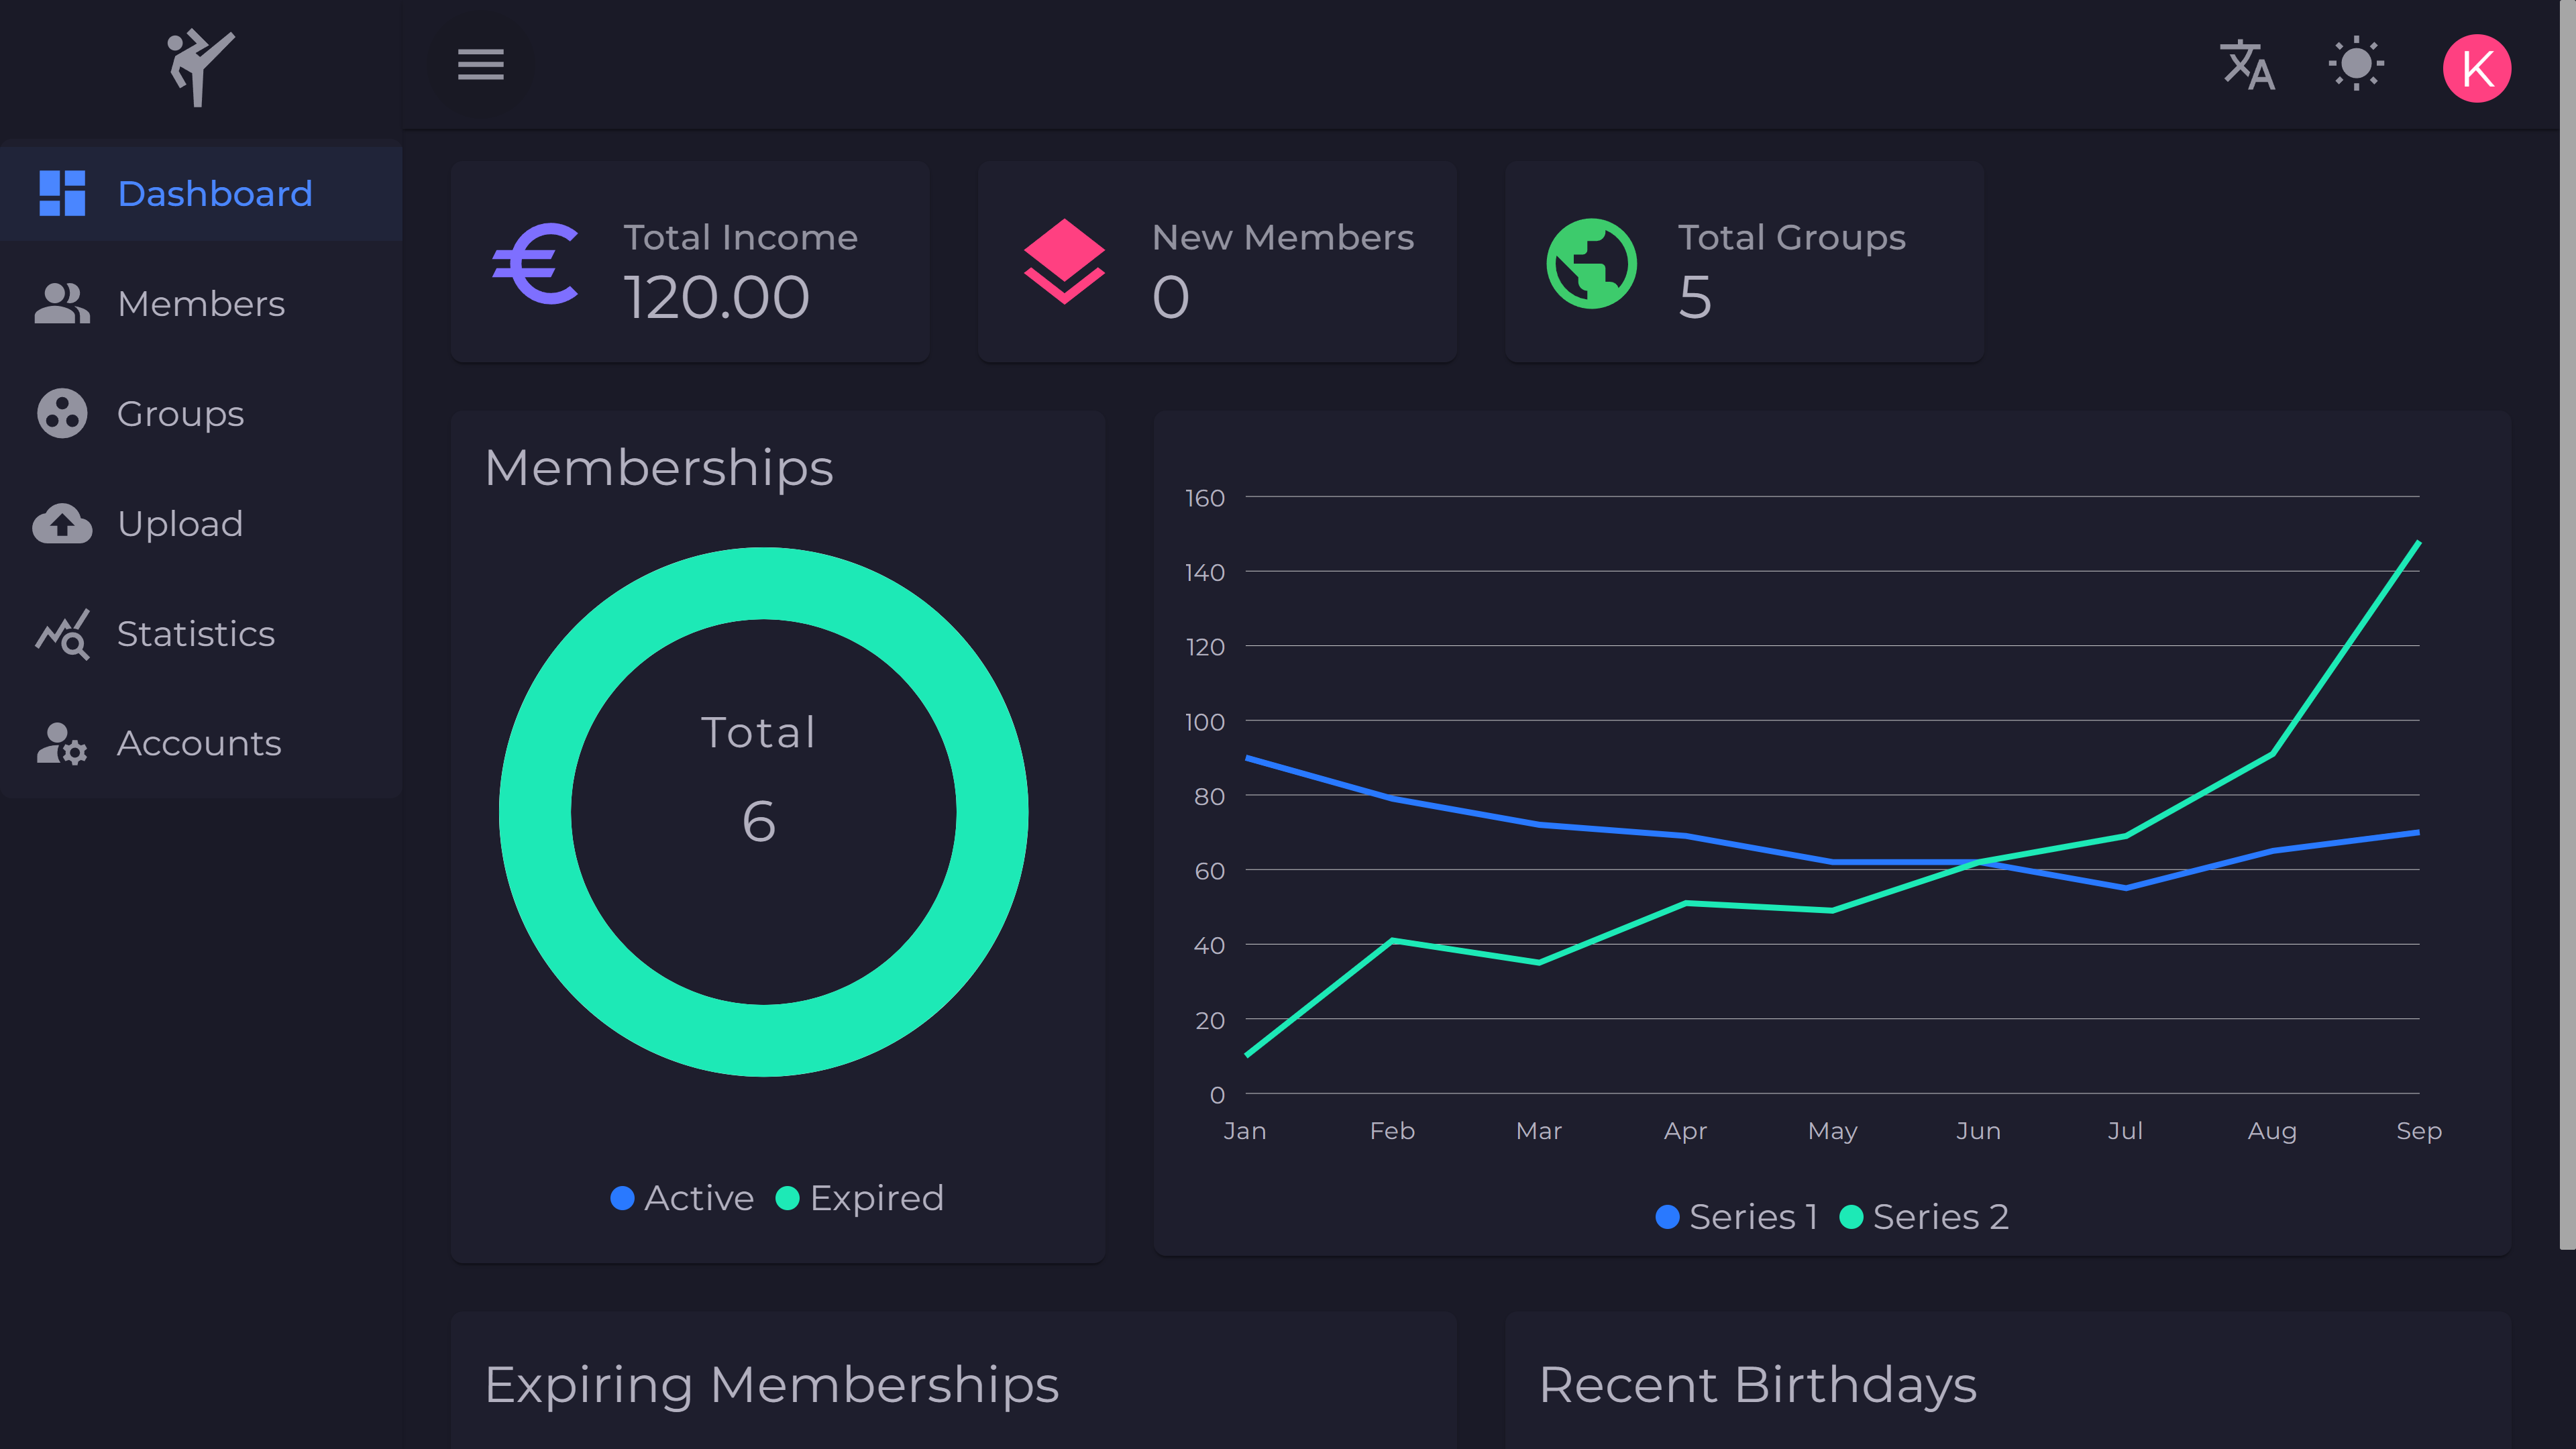 K
Dashboard
Members
Groups
Upload
Statistics
Accounts
Total Income
120.00
New Members
0
Total Groups
5
Memberships
Total
6
Active Expired
160
140
120
100
80
60
40
20
0
Jan Feb Mar Apr May Jun Jul Aug Sep
Series 1 Series 2
Expiring Memberships
Recent Birthdays